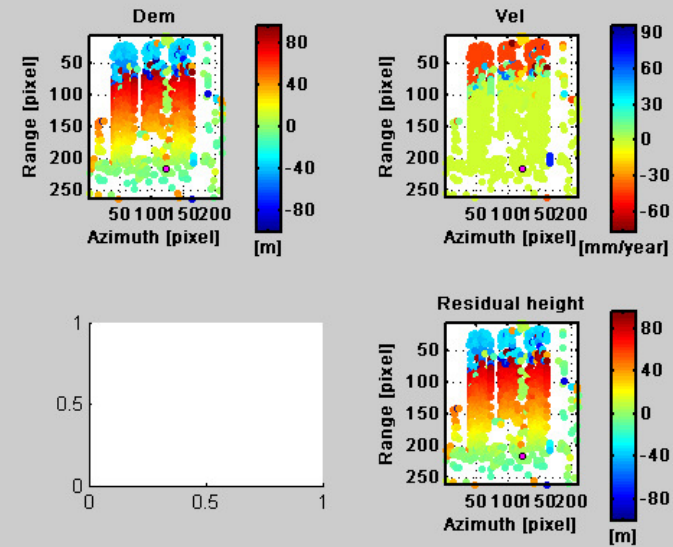 Dem
Range [pixel]
50
100
150
200
250
50 100 150 200
Azimuth [pixel]
80
40
0
-40
-80
[m]
Vel
Range [pixel]
50
100
150
200
250
50 100 150 200
Azimuth [pixel]
90
60
30
0
-30
-60
[mm/year]
1
0.5
0
0 0.5 1
Residual height
Range [pixel]
50
100
150
200
250
50 100 150 200
Azimuth [pixel]
80
40
0
-40
-80
[m]